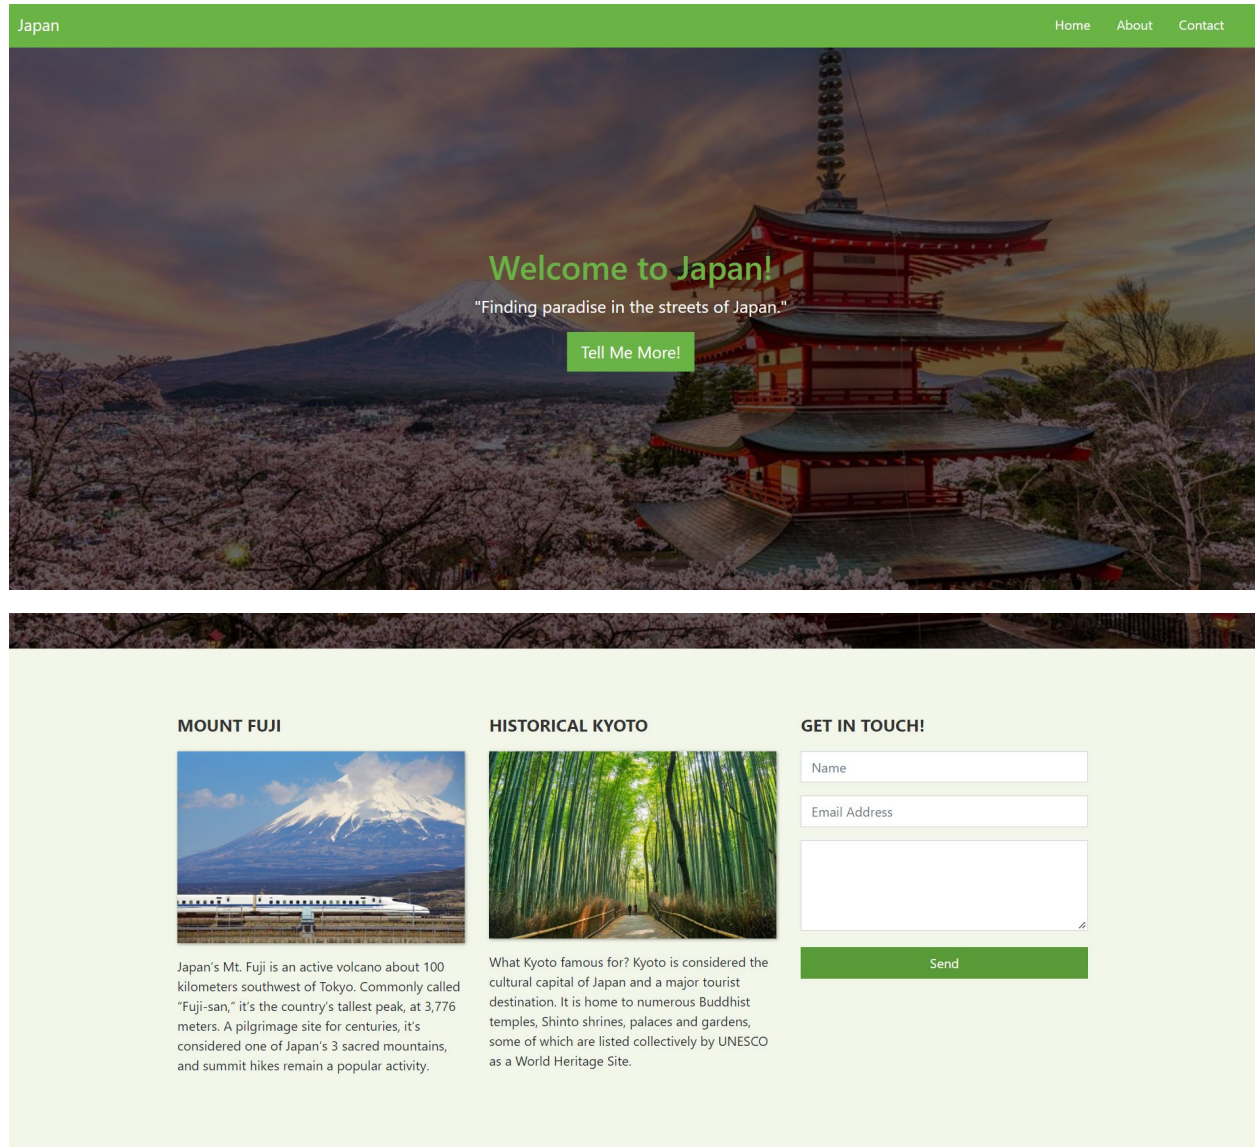 Japan
Home About Contact
Welcome to Japan!
"Finding paradise in the streets of Japan."
Tell Me More!
MOUNT FUJI
Japan's Mt. Fuji is an active volcano about 100
kilometers southwest of Tokyo. Commonly called
“Fuji-san,” it’s the country’s tallest peak, at 3,776
meters. A pilgrimage site for centuries, it’s
considered one of Japan’s 3 sacred mountains,
and summit hikes remain a popular activity.
HISTORICAL KYOTO
What Kyoto famous for? Kyoto is considered the
cultural capital of Japan and a major tourist
destination. It is home to numerous Buddhist
temples, Shinto shrines, palaces and gardens,
some of which are listed collectively by UNESCO
as a World Heritage Site.
GET IN TOUCH!
Name
Email Address
Send